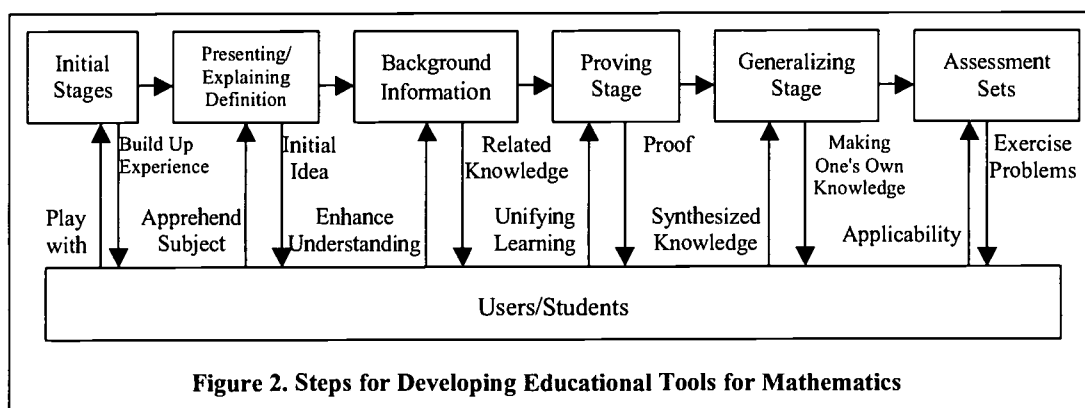 Initial
Stages
Presenting/
Explaining
Definition
Background
Information
Proving
Stage
Generalizing
Stage
Assessment
Sets
Build Up
Experience
Initial
Idea
Related
Knowledge
Proof
Making
One's Own
Knowledge
Exercise
Problems
Play
with
Apprehend
Subject
Enhance
Understanding
Unifying
Learning
Synthesized
Knowledge
Applicability
Users/Students
Figure 2. Steps for Developing Educational Tools for Mathematics